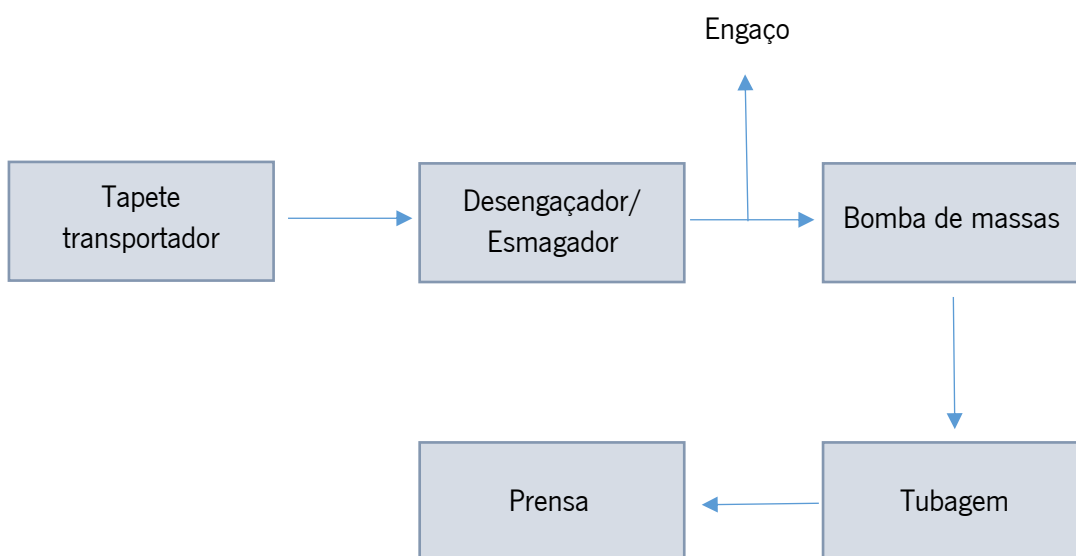 Engaço
Tapete
transportador
Desengaçador/
Esmagador
Bomba de massas
Prensa
Tubagem